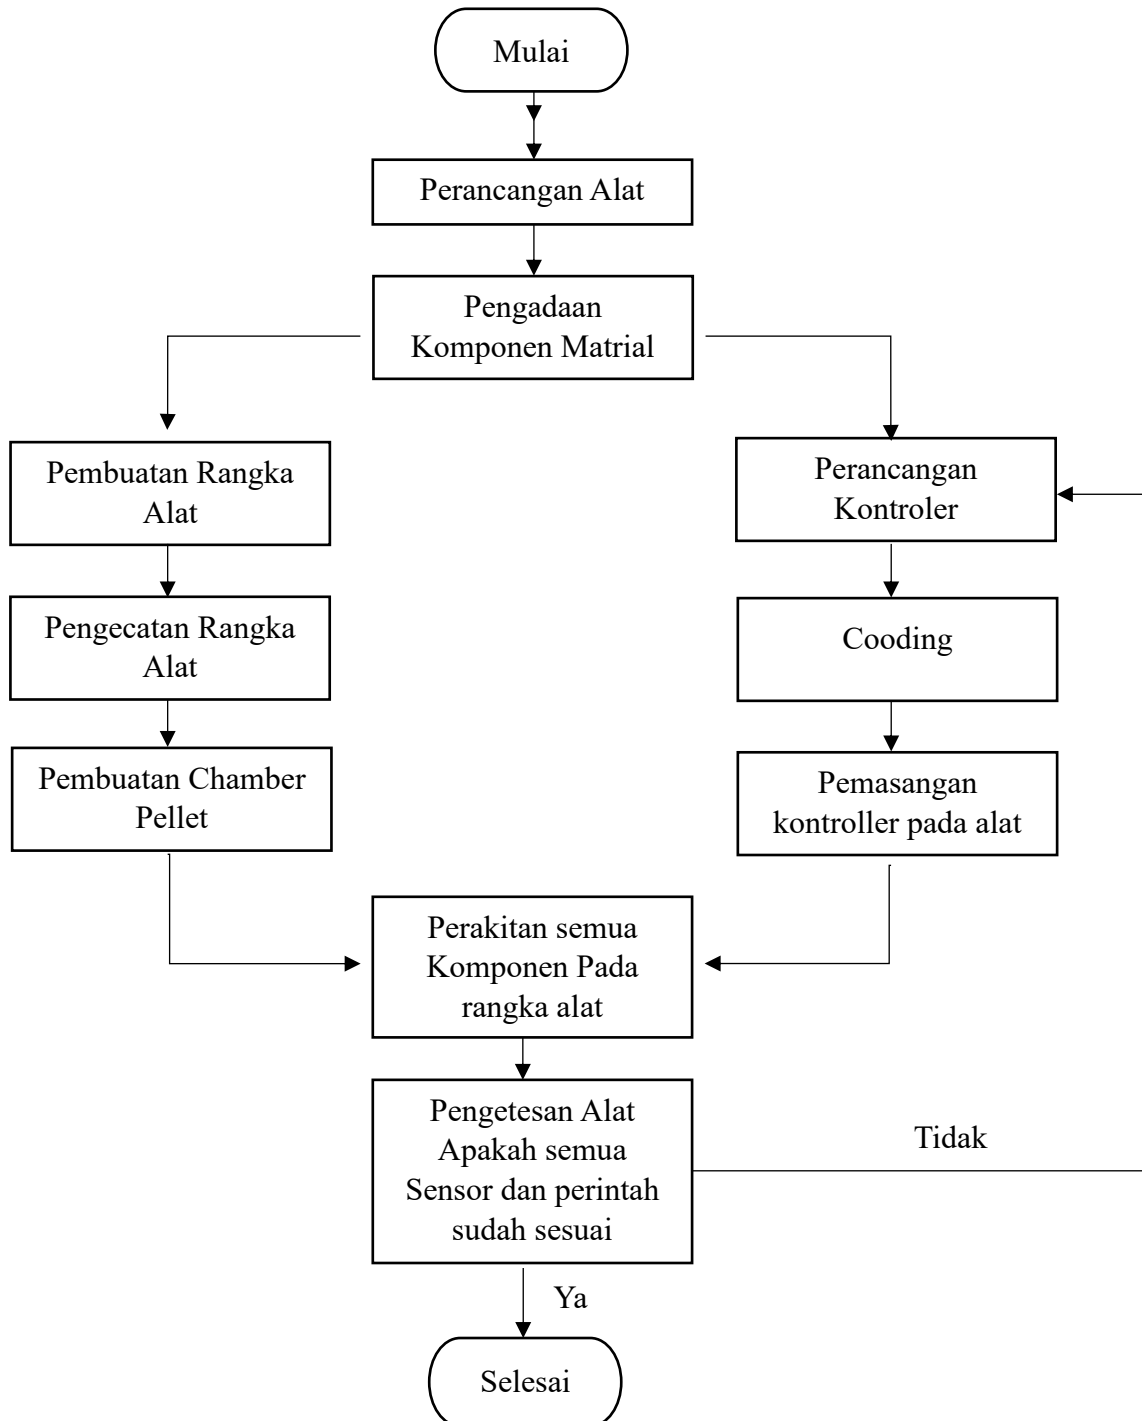 Mulai
Perancangan Alat
Pengadaan
Komponen Matrial
Pembuatan Rangka
Alat
Pengecatan Rangka
Alat
Pembuatan Chamber
Pellet
Perancangan
Kontroler
Cooding
Pemasangan
kontroller pada alat
Perakitan semua
Komponen Pada
rangka alat
Pengetesan Alat
Apakah semua
Sensor dan perintah
sudah sesuai
Tidak
Ya
Selesai